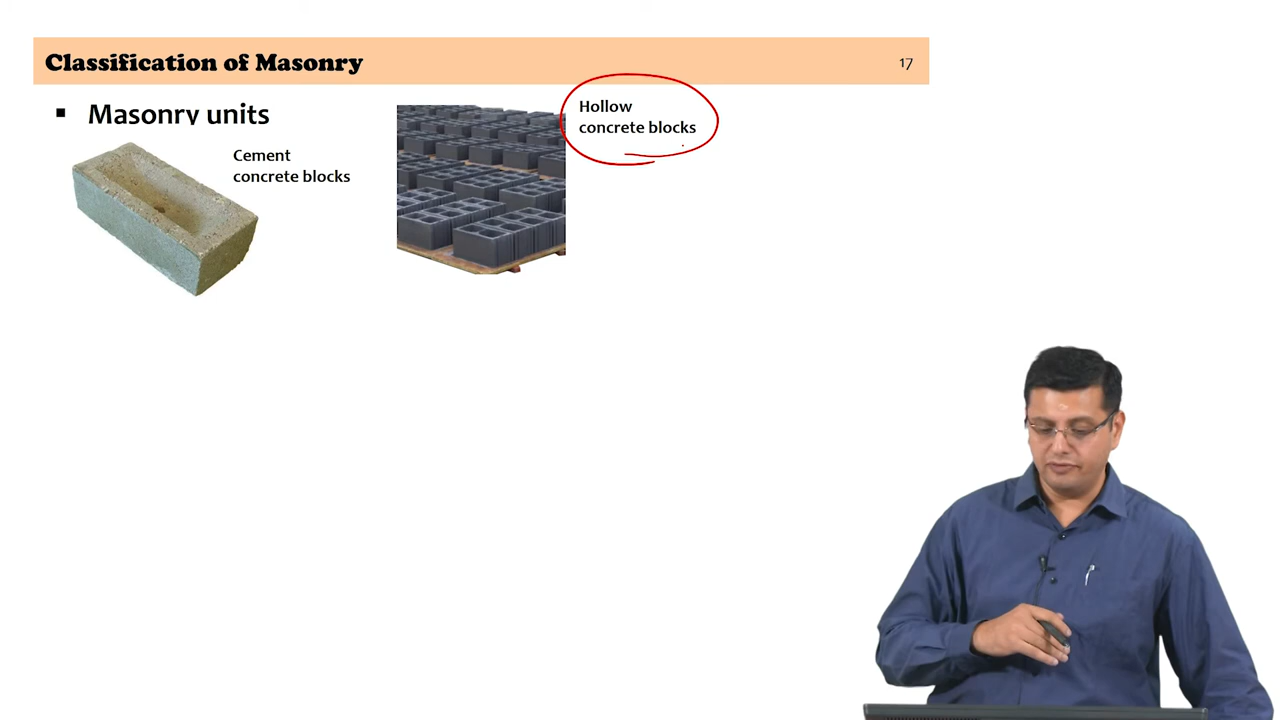 Classification of Masonry
17
Masonry units
Cement
concrete blocks
Hollow
concrete blocks